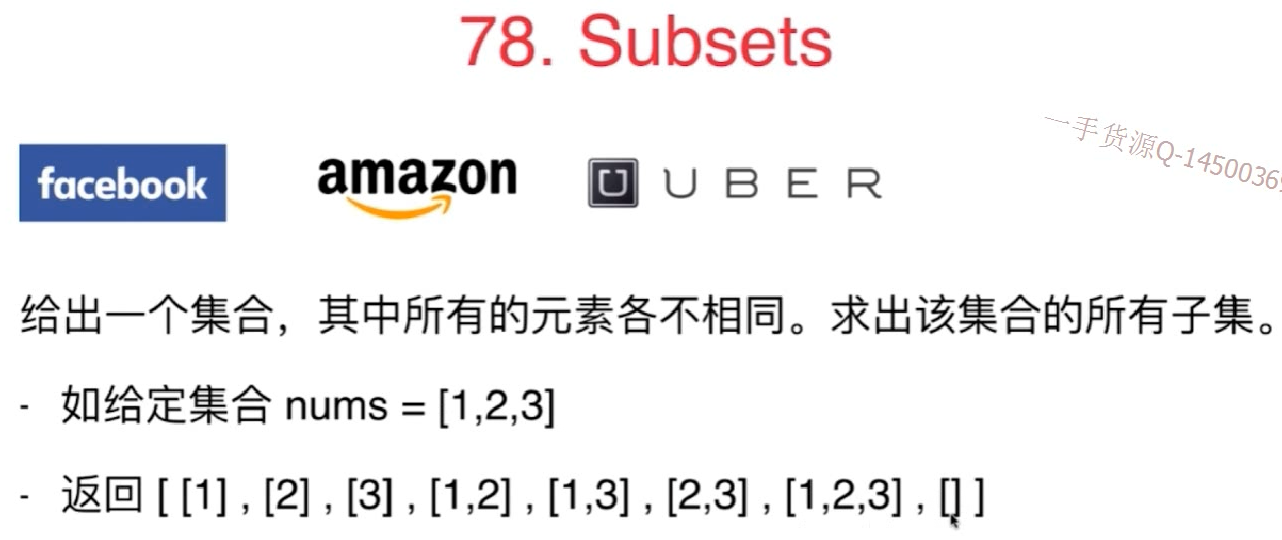 78. Subsets
一手货源Q-1450036
facebook
amazon
U UBER
给出一个集合，其中所有的元素各不相同。求出该集合的所有子集。
- 如给定集合 nums = [1,2,3]
- 返回 [ [1] , [2] , [3] , [1,2] , [1,3] , [2,3] , [1,2,3] , [] ]